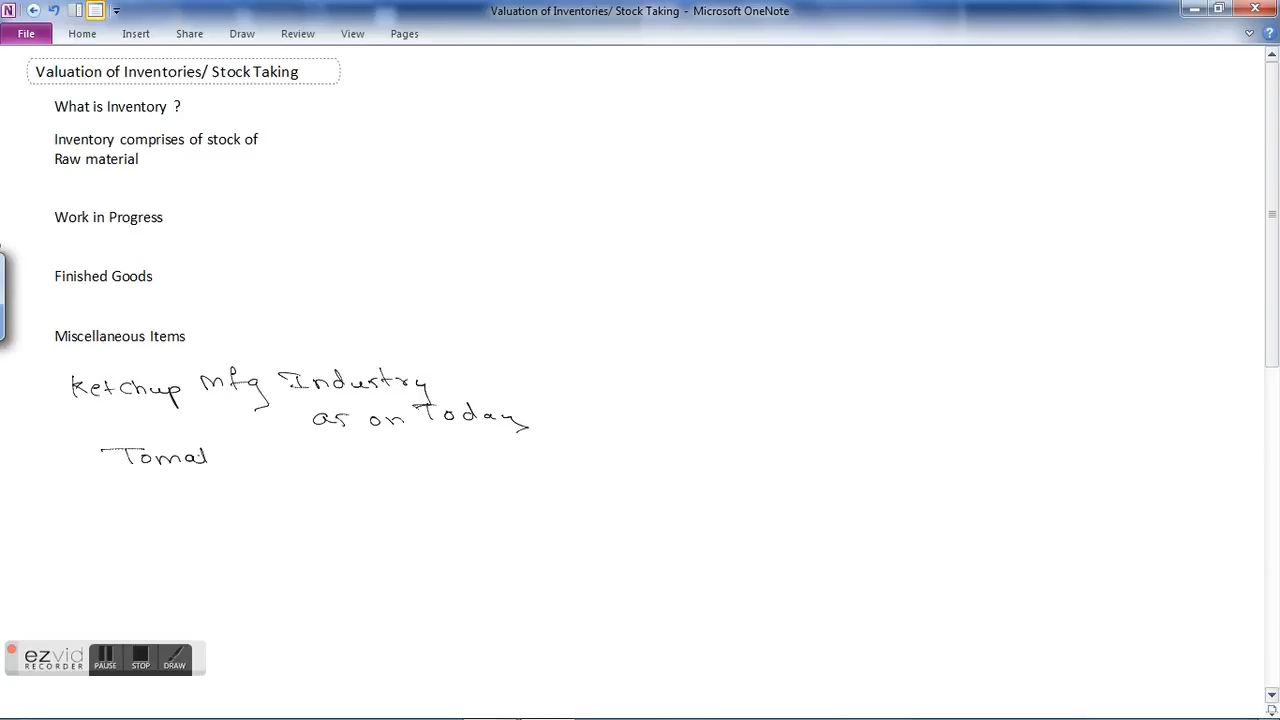 Valuation of Inventories/ Stock Taking - Microsoft OneNote
File Home Insert Share Draw Review View Pages
Valuation of Inventories/ Stock Taking
What is Inventory ?
Inventory comprises of stock of
Raw material
Work in Progress
Finished Goods
Miscellaneous Items
Ketchup Mfg Industry
as on Today
Tomat
ezvid
RECORDER
PAUSE STOP DRAW